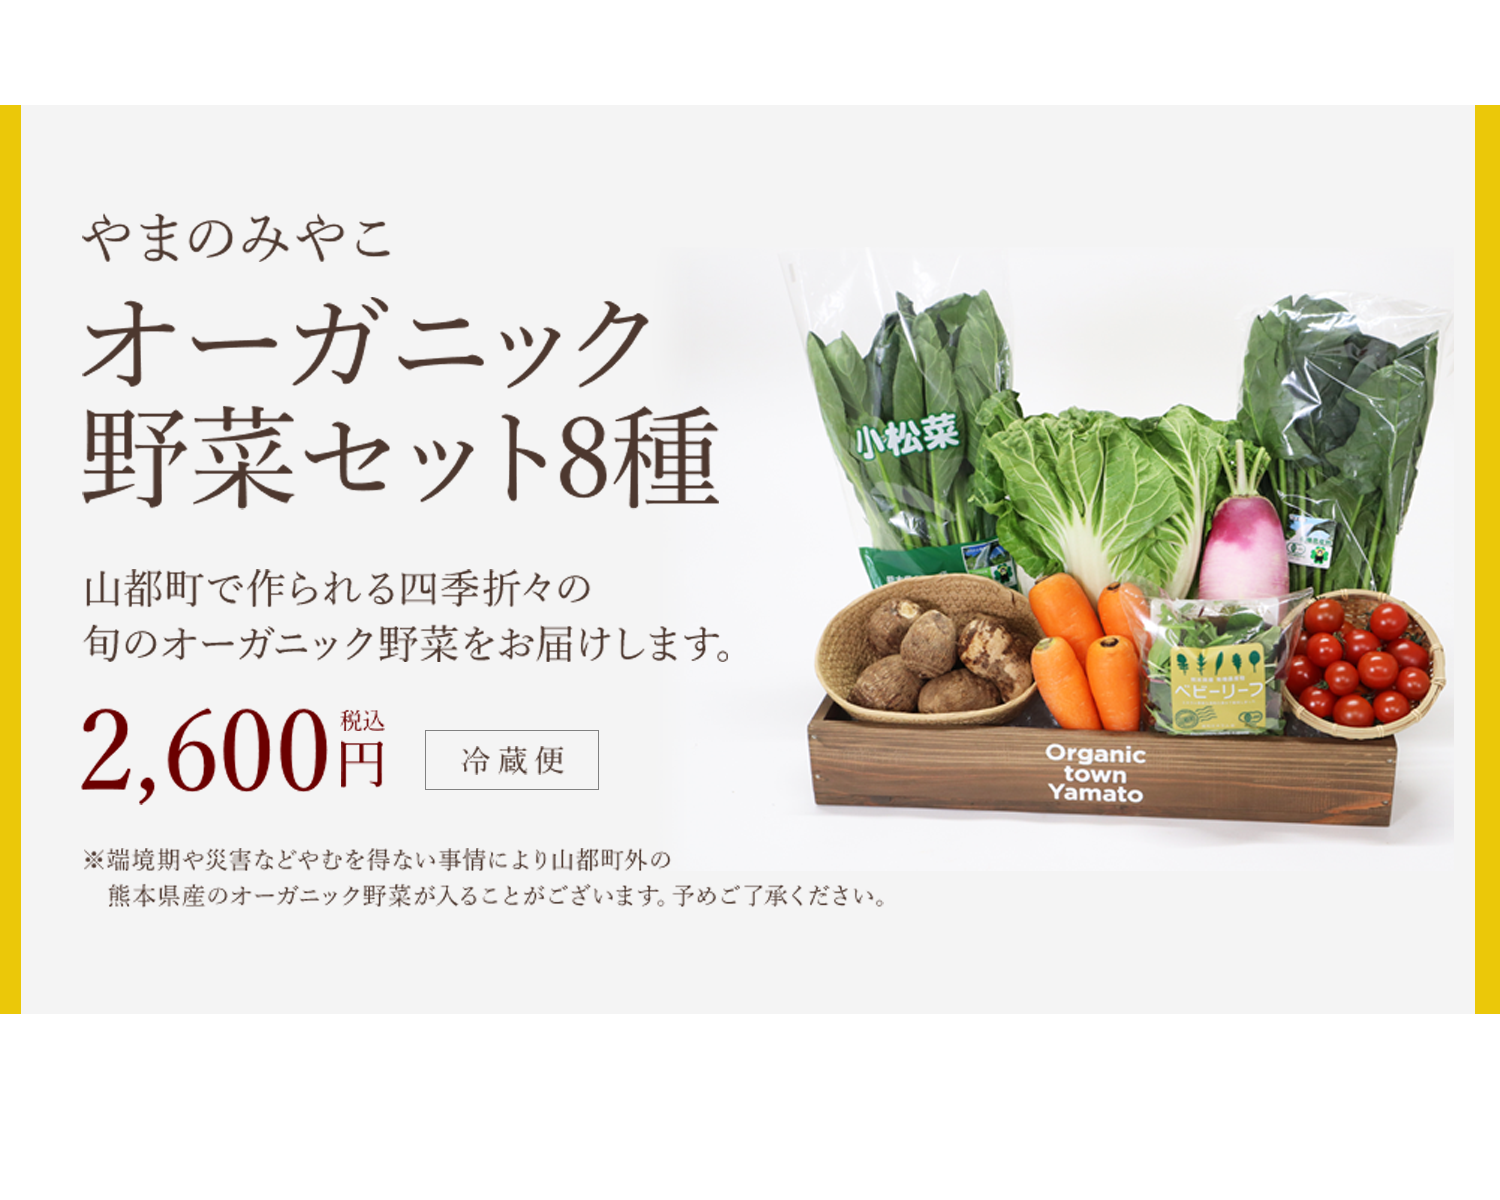 やまのみやこ
オーガニック
野菜セット8種
山都町で作られる四季折々の
旬のオーガニック野菜をお届けします。
2,600円 税込
冷蔵便
※端境期や災害などやむを得ない事情により山都町外の
熊本県産のオーガニック野菜が入ることがございます。予めご了承ください。
小松菜
ベビーリーフ
Organic
town
Yamato